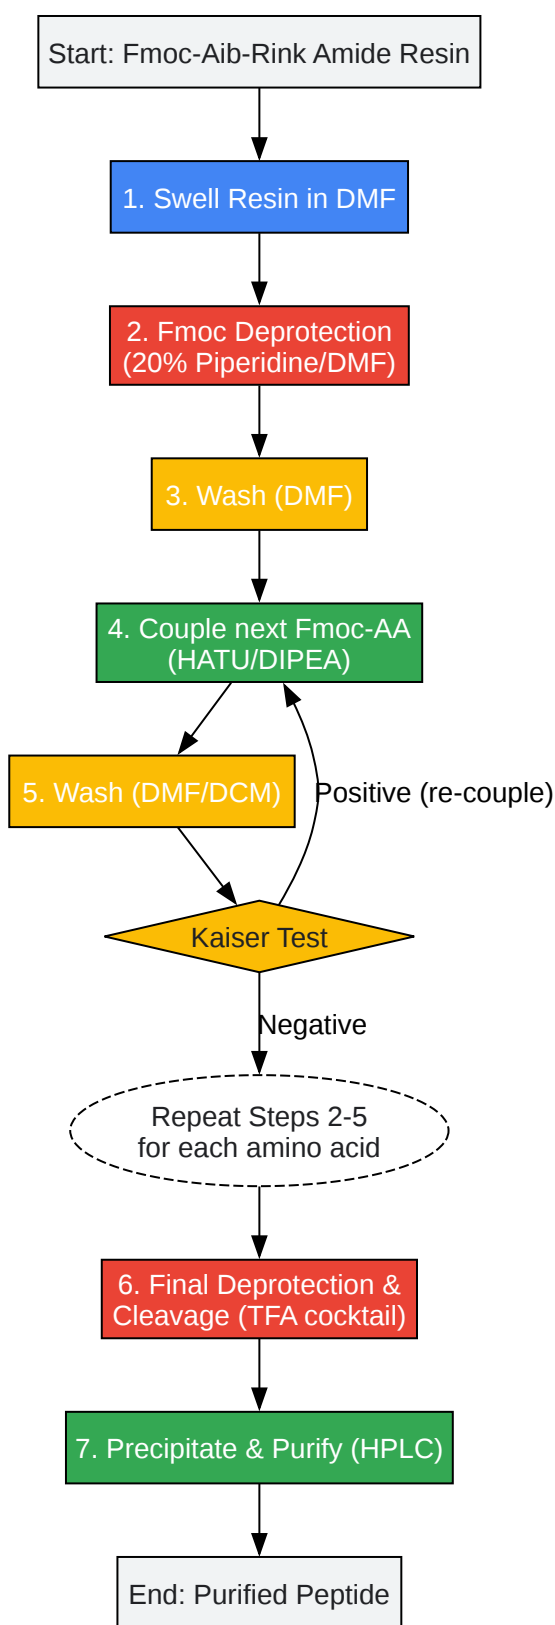 Start: Fmoc-Aib-Rink Amide Resin
1. Swell Resin in DMF
2. Fmoc Deprotection
(20% Piperidine/DMF)
3. Wash (DMF)
4. Couple next Fmoc-AA
(HATU/DIPEA)
5. Wash (DMF/DCM)
Positive (re-couple)
Kaiser Test
Negative
Repeat Steps 2-5
for each amino acid
6. Final Deprotection &
Cleavage (TFA cocktail)
7. Precipitate & Purify (HPLC)
End: Purified Peptide